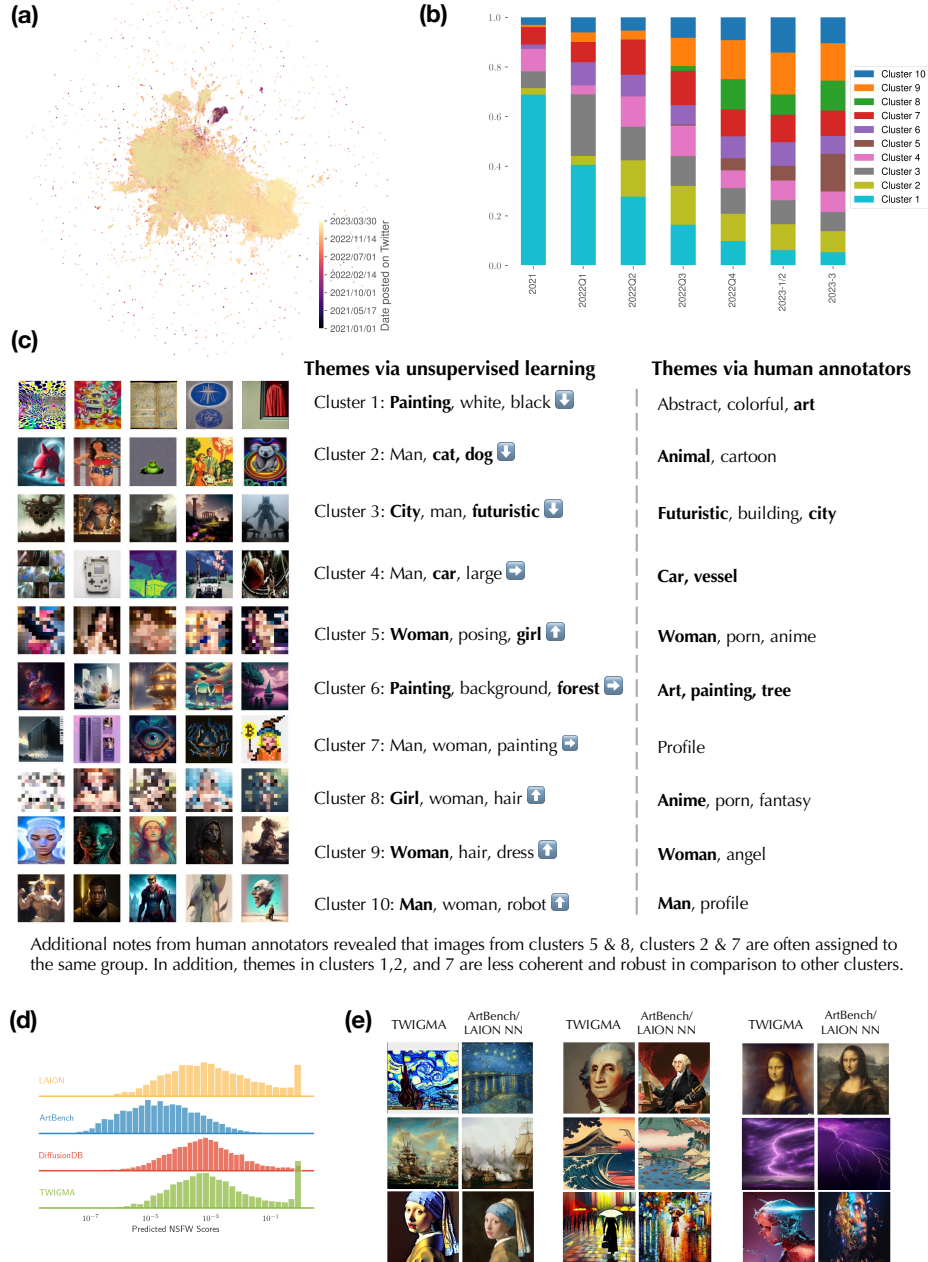 (a)
2023/03/30
2022/11/14
2022/07/01
2022/02/14
2021/10/01
2021/05/17
2021/01/01
Date posted on Twitter
(b)
1.0
0.8
0.6
0.4
0.2
0.0
2021
2022Q1
2022Q2
2022Q3
2022Q4
2023-1/2
2023-3
Cluster 10
Cluster 9
Cluster 8
Cluster 7
Cluster 6
Cluster 5
Cluster 4
Cluster 3
Cluster 2
Cluster 1
(c)
Themes via unsupervised learning
Themes via human annotators
Cluster 1: Painting, white, black
Abstract, colorful, art
Cluster 2: Man, cat, dog
Animal, cartoon
Cluster 3: City, man, futuristic
Futuristic, building, city
Cluster 4: Man, car, large
Car, vessel
Cluster 5: Woman, posing, girl
Woman, porn, anime
Cluster 6: Painting, background, forest
Art, painting, tree
Cluster 7: Man, woman, painting
Profile
Cluster 8: Girl, woman, hair
Anime, porn, fantasy
Cluster 9: Woman, hair, dress
Woman, angel
Cluster 10: Man, woman, robot
Man, profile
Additional notes from human annotators revealed that images from clusters 5 & 8, clusters 2 & 7 are often assigned to
the same group. In addition, themes in clusters 1,2, and 7 are less coherent and robust in comparison to other clusters.
(d)
LAION
ArtBench
DiffusionDB
TWIGMA
10⁻⁷
10⁻⁵
10⁻³
10⁻¹
Predicted NSFW Scores
(e)
TWIGMA
ArtBench/
LAION NN
TWIGMA
ArtBench/
LAION NN
TWIGMA
ArtBench/
LAION NN